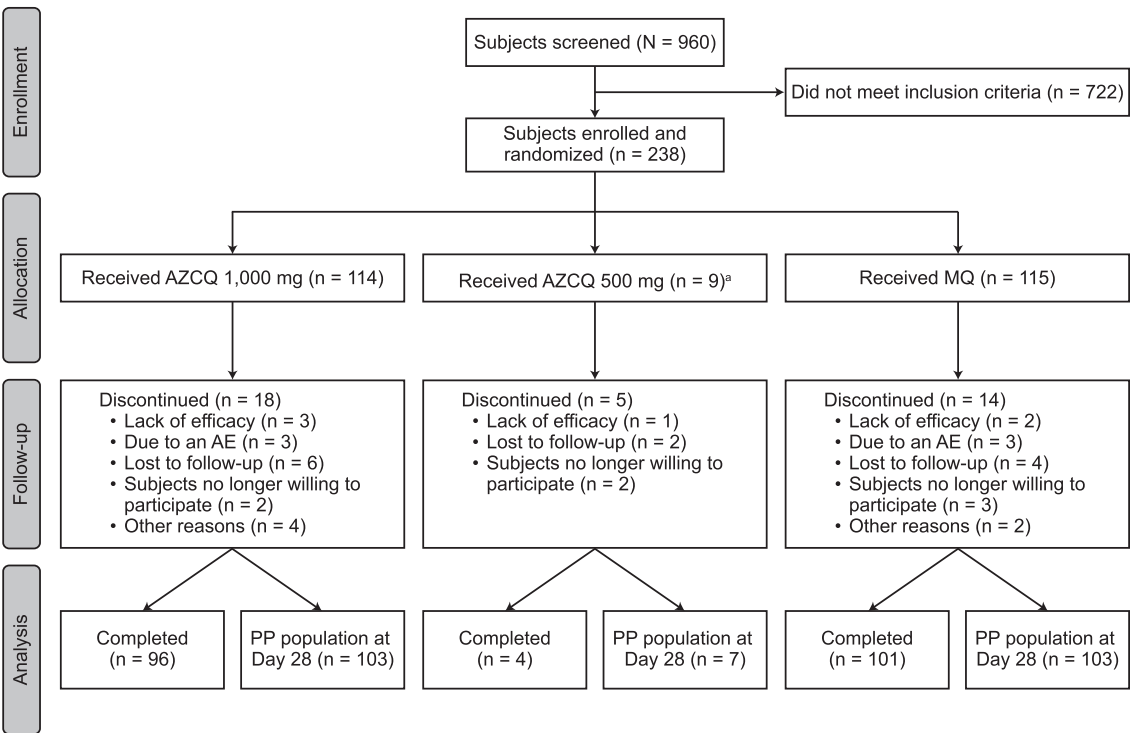 Enrollment
Subjects screened (N = 960)
Did not meet inclusion criteria (n = 722)
Subjects enrolled and
randomized (n = 238)
Allocation
Received AZCQ 1,000 mg (n = 114)
Received AZCQ 500 mg (n = 9)ᵃ
Received MQ (n = 115)
Follow-up
Discontinued (n = 18)
• Lack of efficacy (n = 3)
• Due to an AE (n = 3)
• Lost to follow-up (n = 6)
• Subjects no longer willing to
participate (n = 2)
• Other reasons (n = 4)
Discontinued (n = 5)
• Lack of efficacy (n = 1)
• Lost to follow-up (n = 2)
• Subjects no longer willing to
participate (n = 2)
Discontinued (n = 14)
• Lack of efficacy (n = 2)
• Due to an AE (n = 3)
• Lost to follow-up (n = 4)
• Subjects no longer willing to
participate (n = 3)
• Other reasons (n = 2)
Analysis
Completed
(n = 96)
PP population at
Day 28 (n = 103)
Completed
(n = 4)
PP population at
Day 28 (n = 7)
Completed
(n = 101)
PP population at
Day 28 (n = 103)